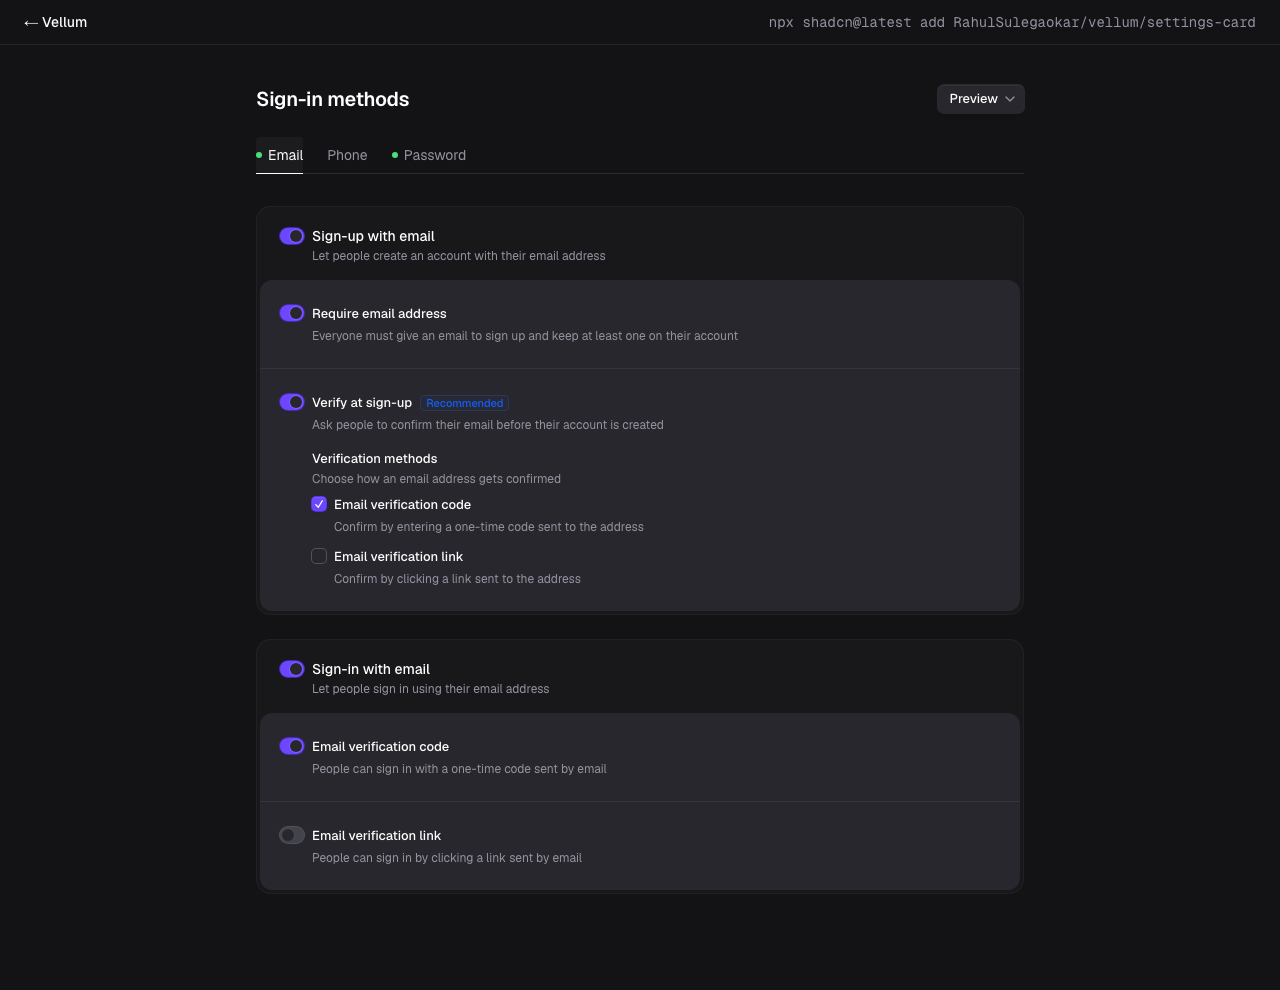 ← Vellum
npx shadcn@latest add RahulSulegaokar/vellum/settings-card
Sign-in methods
Preview
Email Phone Password
Sign-up with email
Let people create an account with their email address
Require email address
Everyone must give an email to sign up and keep at least one on their account
Verify at sign-up Recommended
Ask people to confirm their email before their account is created
Verification methods
Choose how an email address gets confirmed
Email verification code
Confirm by entering a one-time code sent to the address
Email verification link
Confirm by clicking a link sent to the address
Sign-in with email
Let people sign in using their email address
Email verification code
People can sign in with a one-time code sent by email
Email verification link
People can sign in by clicking a link sent by email